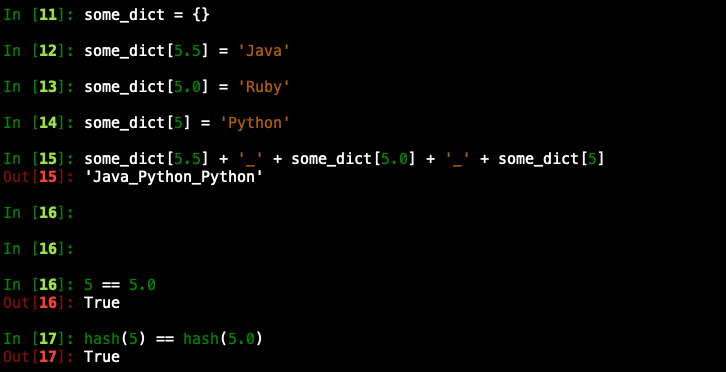 In [11]: some_dict = {}
In [12]: some_dict[5.5] = 'Java'
In [13]: some_dict[5.0] = 'Ruby'
In [14]: some_dict[5] = 'Python'
In [15]: some_dict[5.5] + '_' + some_dict[5.0] + '_' + some_dict[5]
Out[15]: 'Java_Python_Python'
In [16]:
In [16]:
In [16]: 5 == 5.0
Out[16]: True
In [17]: hash(5) == hash(5.0)
Out[17]: True